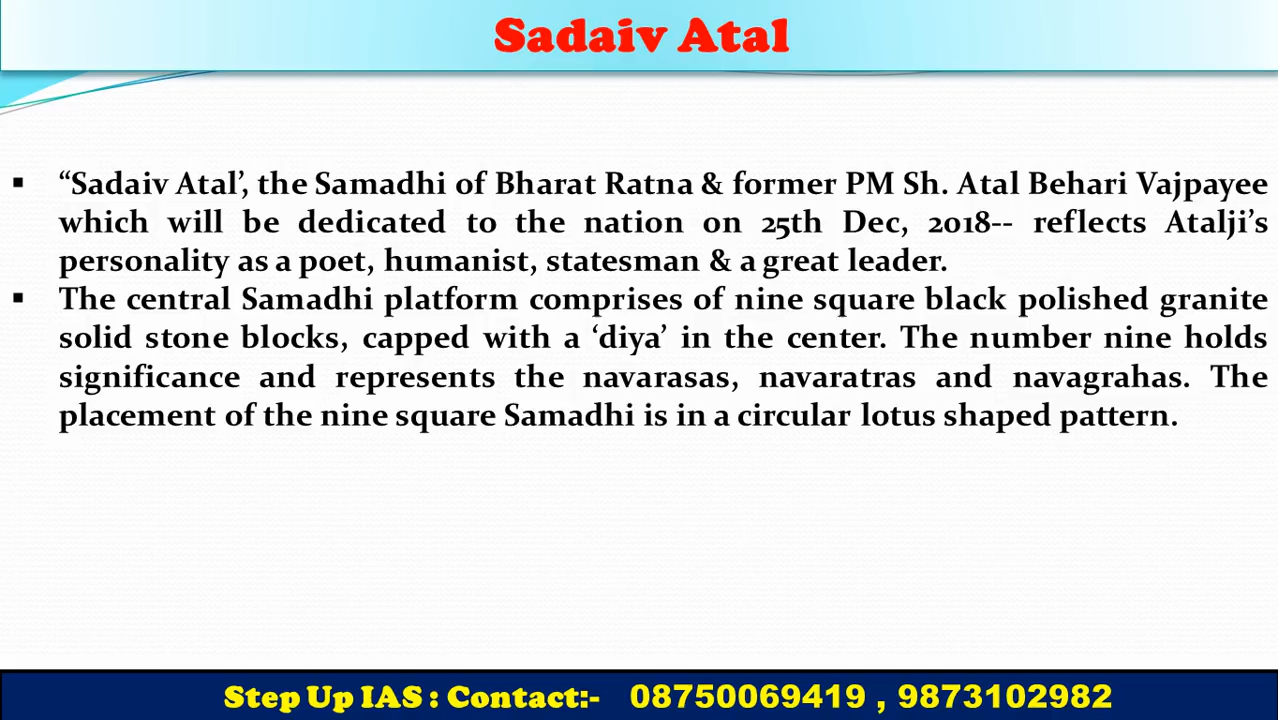 Sadaiv Atal
▪ “Sadaiv Atal’, the Samadhi of Bharat Ratna & former PM Sh. Atal Behari Vajpayee
which will be dedicated to the nation on 25th Dec, 2018-- reflects Atalji’s
personality as a poet, humanist, statesman & a great leader.
▪ The central Samadhi platform comprises of nine square black polished granite
solid stone blocks, capped with a ‘diya’ in the center. The number nine holds
significance and represents the navarasas, navaratras and navagrahas. The
placement of the nine square Samadhi is in a circular lotus shaped pattern.
Step Up IAS : Contact:- 08750069419 , 9873102982